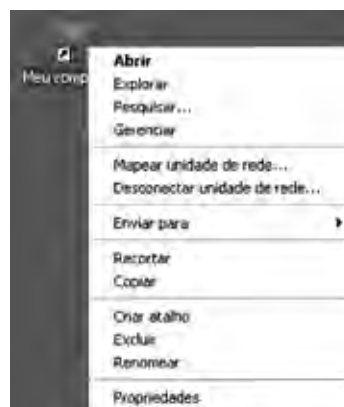 Meu comp
Abrir
Explorar
Pesquisar...
Gerenciar
Mapear unidade de rede...
Desconectar unidade de rede...
Enviar para
Recortar
Copiar
Criar atalho
Excluir
Renomear
Propriedades